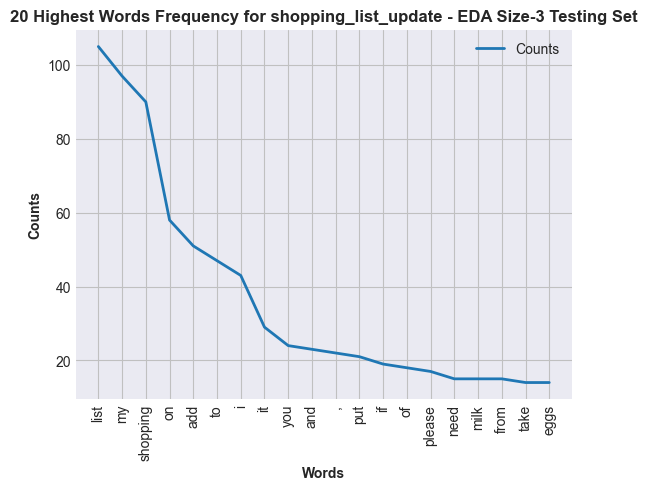 20 Highest Words Frequency for shopping_list_update - EDA Size-3 Testing Set
Counts
100
80
60
40
20
Counts
list
my
shopping
on
add
to
i
it
you
and
,
put
if
of
please
need
milk
from
take
eggs
Words